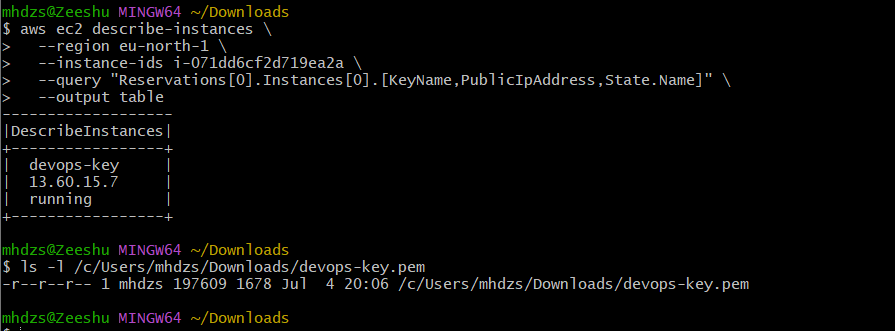 mhdzs@Zeeshu MINGW64 ~/Downloads
$ aws ec2 describe-instances \
>   --region eu-north-1 \
>   --instance-ids i-071dd6cf2d719ea2a \
>   --query "Reservations[0].Instances[0].[KeyName,PublicIpAddress,State.Name]" \
>   --output table
-------------------
|DescribeInstances|
+-----------------+
|  devops-key     |
|  13.60.15.7     |
|  running        |
+-----------------+
mhdzs@Zeeshu MINGW64 ~/Downloads
$ ls -l /c/Users/mhdzs/Downloads/devops-key.pem
-r--r--r-- 1 mhdzs 197609 1678 Jul  4 20:06 /c/Users/mhdzs/Downloads/devops-key.pem
mhdzs@Zeeshu MINGW64 ~/Downloads
$